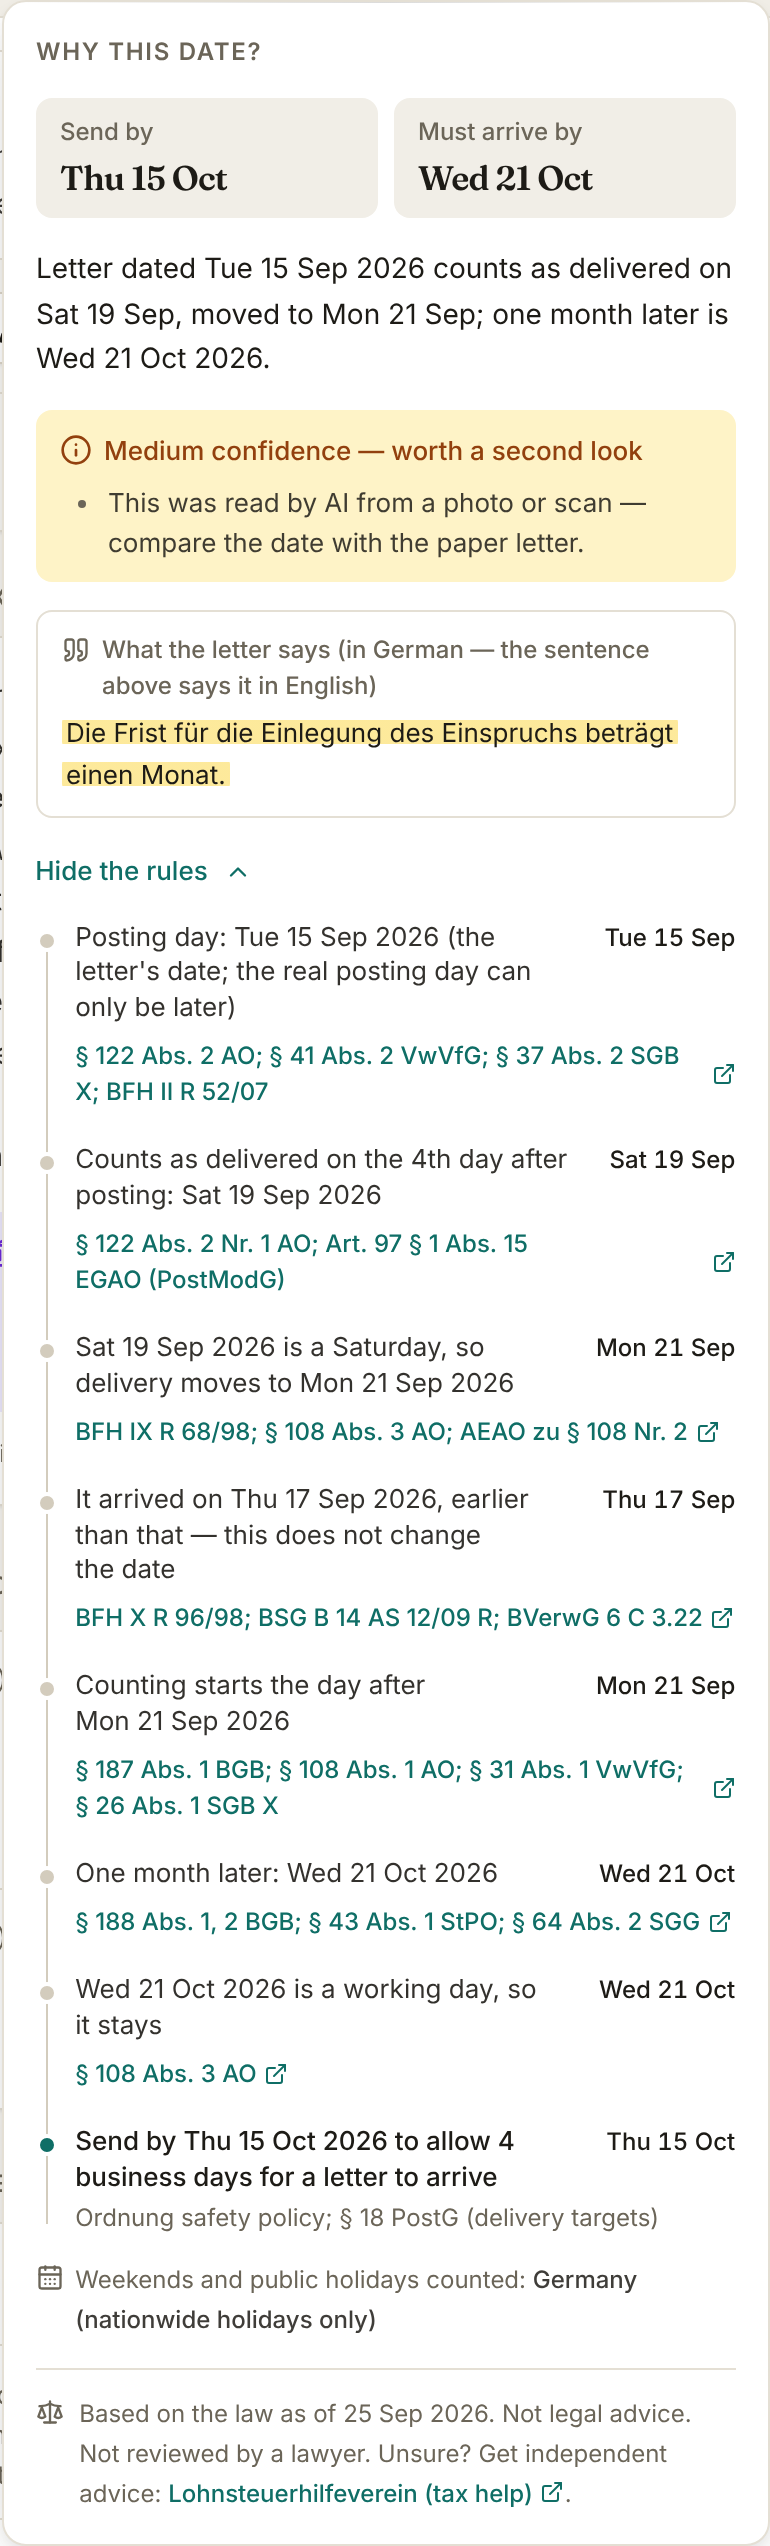 WHY THIS DATE?
Send by
Thu 15 Oct
Must arrive by
Wed 21 Oct
Letter dated Tue 15 Sep 2026 counts as delivered on
Sat 19 Sep, moved to Mon 21 Sep; one month later is
Wed 21 Oct 2026.
Medium confidence — worth a second look
• This was read by AI from a photo or scan —
compare the date with the paper letter.
What the letter says (in German — the sentence
above says it in English)
Die Frist für die Einlegung des Einspruchs beträgt
einen Monat.
Hide the rules
Posting day: Tue 15 Sep 2026 (the
letter's date; the real posting day can
only be later)
Tue 15 Sep
§ 122 Abs. 2 AO; § 41 Abs. 2 VwVfG; § 37 Abs. 2 SGB
X; BFH II R 52/07
Counts as delivered on the 4th day after
posting: Sat 19 Sep 2026
Sat 19 Sep
§ 122 Abs. 2 Nr. 1 AO; Art. 97 § 1 Abs. 15
EGAO (PostModG)
Sat 19 Sep 2026 is a Saturday, so
delivery moves to Mon 21 Sep 2026
Mon 21 Sep
BFH IX R 68/98; § 108 Abs. 3 AO; AEAO zu § 108 Nr. 2
It arrived on Thu 17 Sep 2026, earlier
than that — this does not change
the date
Thu 17 Sep
BFH X R 96/98; BSG B 14 AS 12/09 R; BVerwG 6 C 3.22
Counting starts the day after
Mon 21 Sep 2026
Mon 21 Sep
§ 187 Abs. 1 BGB; § 108 Abs. 1 AO; § 31 Abs. 1 VwVfG;
§ 26 Abs. 1 SGB X
One month later: Wed 21 Oct 2026
Wed 21 Oct
§ 188 Abs. 1, 2 BGB; § 43 Abs. 1 StPO; § 64 Abs. 2 SGG
Wed 21 Oct 2026 is a working day, so
it stays
Wed 21 Oct
§ 108 Abs. 3 AO
Send by Thu 15 Oct 2026 to allow 4
business days for a letter to arrive
Thu 15 Oct
Ordnung safety policy; § 18 PostG (delivery targets)
Weekends and public holidays counted: Germany
(nationwide holidays only)
Based on the law as of 25 Sep 2026. Not legal advice.
Not reviewed by a lawyer. Unsure? Get independent
advice: Lohnsteuerhilfeverein (tax help).